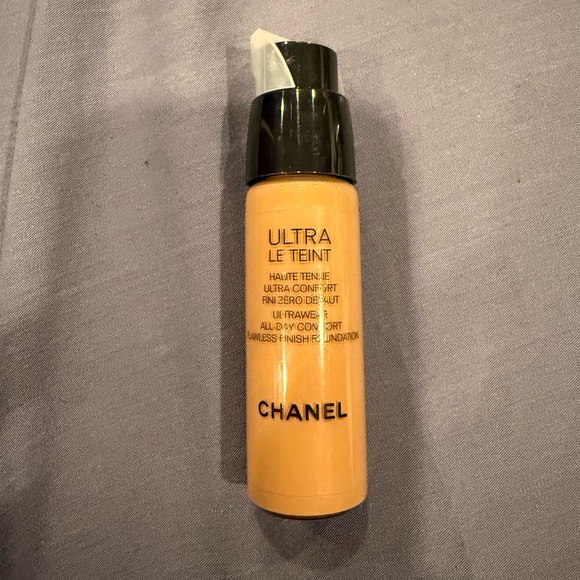 ULTRA
LE TEINT
HAUTE TENUE
ULTRA CONFORT
FINI ZÉRO DÉFAUT
ULTRAWEAR
ALL-DAY COMFORT
FLAWLESS FINISH FOUNDATION
CHANEL